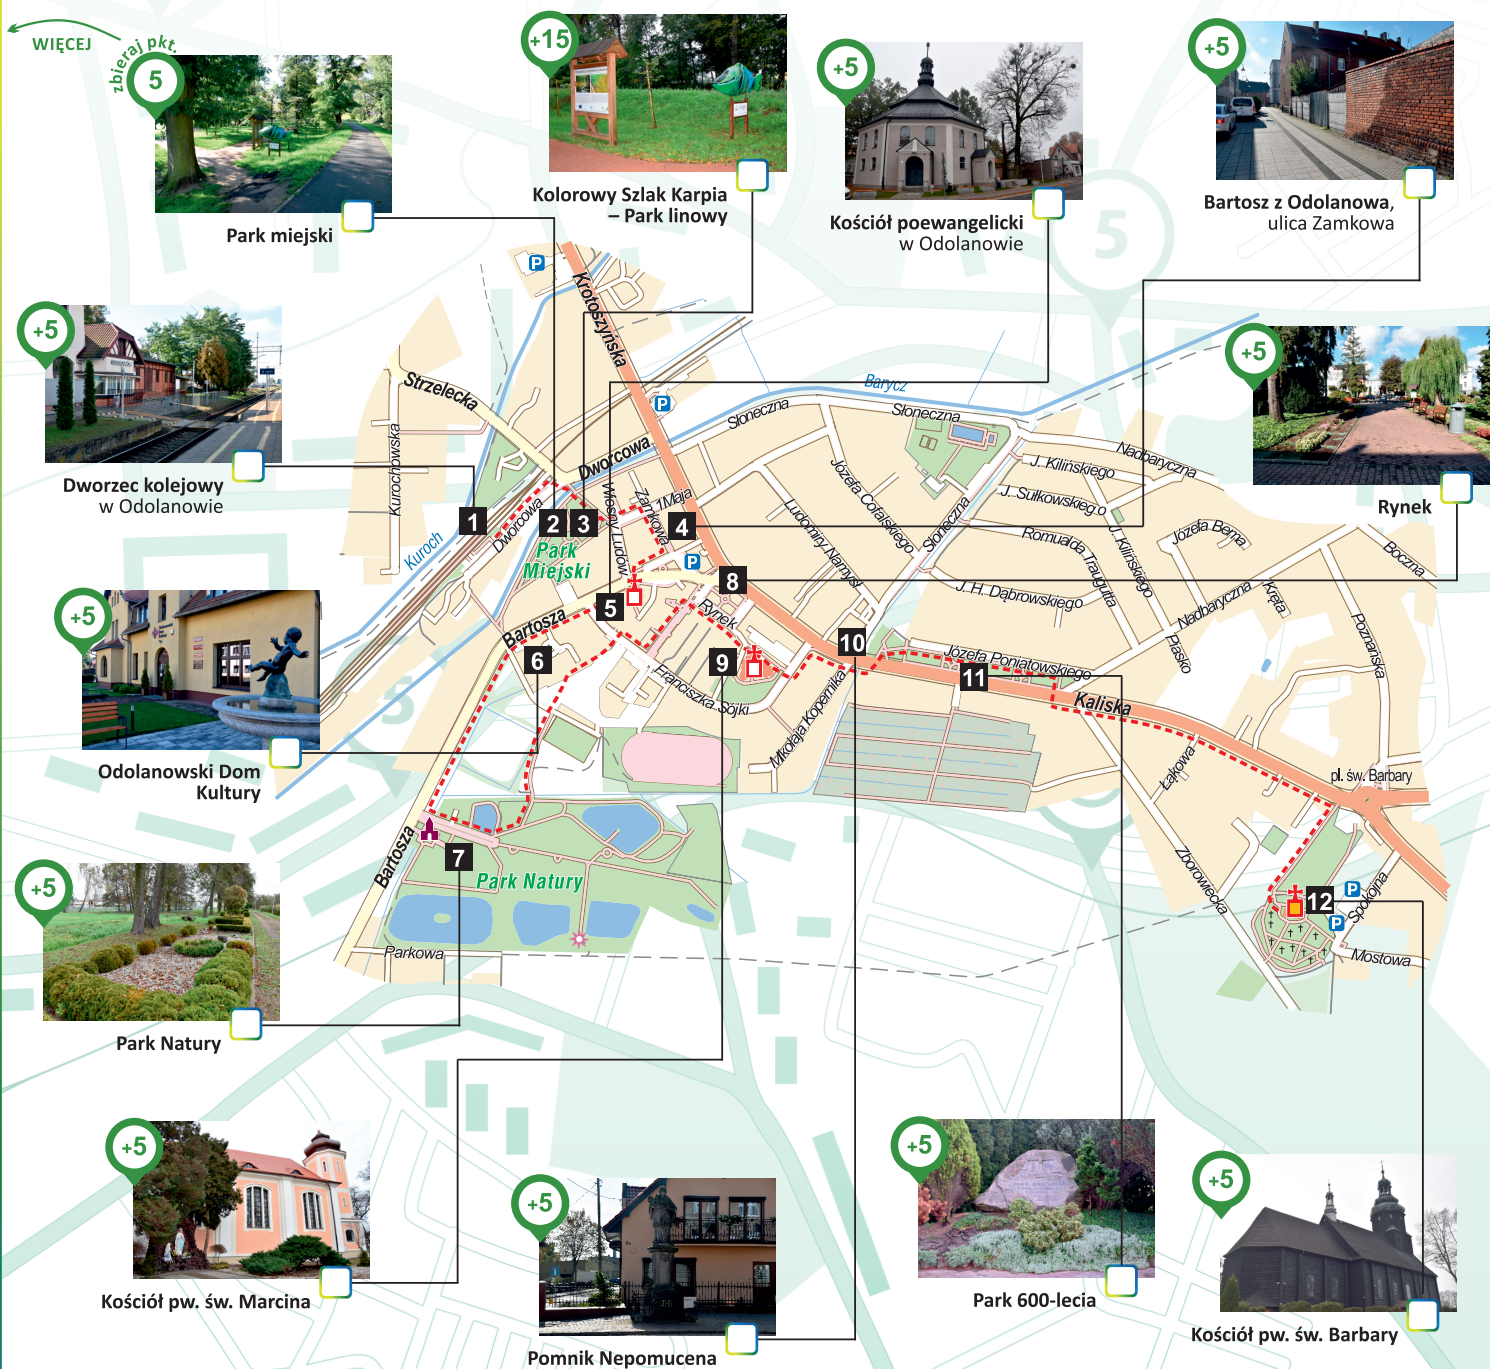 WIĘCEJ
zbieraj pkt.
5
Park miejski
+15
Kolorowy Szlak Karpia
– Park linowy
+5
Kościół poewangelicki
w Odolanowie
+5
Bartosz z Odolanowa,
ulica Zamkowa
+5
Dworzec kolejowy
w Odolanowie
+5
Rynek
+5
Odolanowski Dom
Kultury
+5
Park Natury
+5
Kościół pw. św. Marcina
+5
Pomnik Nepomucena
+5
Park 600-lecia
+5
Kościół pw. św. Barbary
5
5
P
Krotoszyńska
Strzelecka
Kurochowska
Kuroch
Barycz
P
Słoneczna
Słoneczna
Dworcowa
Dworcowa
Wiosny Ludów
Zamkowa
1 Maja
1
2
3
4
Park
Miejski
P
Józefa Cofalskiego
Ludomiry Namysł
Słoneczna
Nadbaryczna
J. Kilińskiego
J. Sułkowskiego
J. Kilińskiego
Romualda Traugutta
Józefa Bema
Boczna
J. H. Dąbrowskiego
Nadbaryczna
Kręta
Piasko
Poznańska
5
Bartosza
6
8
Rynek
9
Franciszka Sójki
Mikołaja Kopernika
10
Józefa Poniatowskiego
11
Kaliska
Łąkowa
pl. św. Barbary
Bartosza
7
Park Natury
Parkowa
Zborowiecka
12
P
P
Spokojna
Mostowa